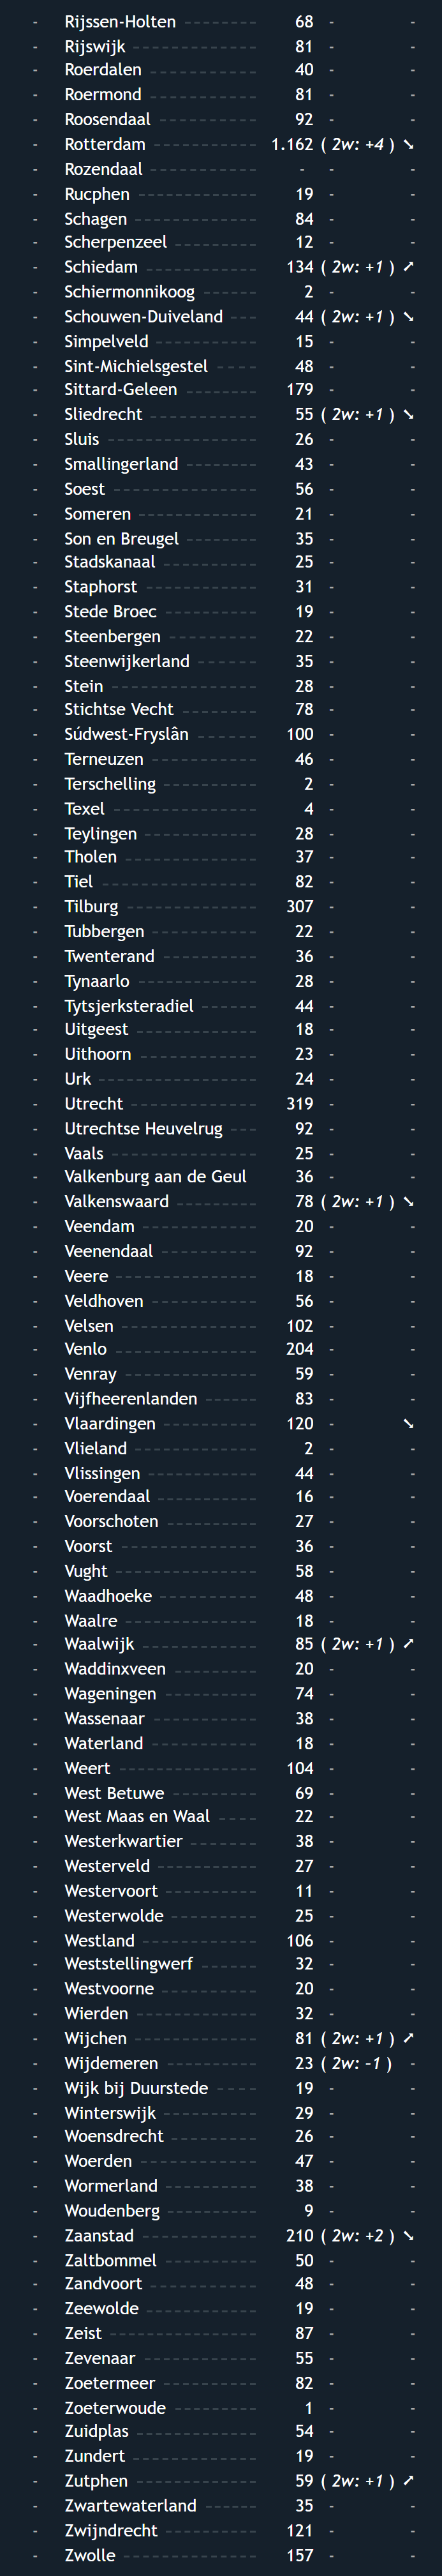 - Rijssen-Holten 68 - -
- Rijswijk 81 - -
- Roerdalen 40 - -
- Roermond 81 - -
- Roosendaal 92 - -
- Rotterdam 1.162 ( 2w: +4 ) ➘
- Rozendaal - - -
- Rucphen 19 - -
- Schagen 84 - -
- Scherpenzeel 12 - -
- Schiedam 134 ( 2w: +1 ) ➚
- Schiermonnikoog 2 - -
- Schouwen-Duiveland 44 ( 2w: +1 ) ➘
- Simpelveld 15 - -
- Sint-Michielsgestel 48 - -
- Sittard-Geleen 179 - -
- Sliedrecht 55 ( 2w: +1 ) ➘
- Sluis 26 - -
- Smallingerland 43 - -
- Soest 56 - -
- Someren 21 - -
- Son en Breugel 35 - -
- Stadskanaal 25 - -
- Staphorst 31 - -
- Stede Broec 19 - -
- Steenbergen 22 - -
- Steenwijkerland 35 - -
- Stein 28 - -
- Stichtse Vecht 78 - -
- Súdwest-Fryslân 100 - -
- Terneuzen 46 - -
- Terschelling 2 - -
- Texel 4 - -
- Teylingen 28 - -
- Tholen 37 - -
- Tiel 82 - -
- Tilburg 307 - -
- Tubbergen 22 - -
- Twenterand 36 - -
- Tynaarlo 28 - -
- Tytsjerksteradiel 44 - -
- Uitgeest 18 - -
- Uithoorn 23 - -
- Urk 24 - -
- Utrecht 319 - -
- Utrechtse Heuvelrug 92 - -
- Vaals 25 - -
- Valkenburg aan de Geul 36 - -
- Valkenswaard 78 ( 2w: +1 ) ➘
- Veendam 20 - -
- Veenendaal 92 - -
- Veere 18 - -
- Veldhoven 56 - -
- Velsen 102 - -
- Venlo 204 - -
- Venray 59 - -
- Vijfheerenlanden 83 - -
- Vlaardingen 120 ➘
- Vlieland 2 - -
- Vlissingen 44 - -
- Voerendaal 16 - -
- Voorschoten 27 - -
- Voorst 36 - -
- Vught 58 - -
- Waadhoeke 48 - -
- Waalre 18 - -
- Waalwijk 85 ( 2w: +1 ) ➚
- Waddinxveen 20 - -
- Wageningen 74 - -
- Wassenaar 38 - -
- Waterland 18 - -
- Weert 104 - -
- West Betuwe 69 - -
- West Maas en Waal 22 - -
- Westerkwartier 38 - -
- Westerveld 27 - -
- Westervoort 11 - -
- Westerwolde 25 - -
- Westland 106 - -
- Weststellingwerf 32 - -
- Westvoorne 20 - -
- Wierden 32 - -
- Wijchen 81 ( 2w: +1 ) ➚
- Wijdemeren 23 ( 2w: -1 ) -
- Wijk bij Duurstede 19 - -
- Winterswijk 29 - -
- Woensdrecht 26 - -
- Woerden 47 - -
- Wormerland 38 - -
- Woudenberg 9 - -
- Zaanstad 210 ( 2w: +2 ) ➘
- Zaltbommel 50 - -
- Zandvoort 48 - -
- Zeewolde 19 - -
- Zeist 87 - -
- Zevenaar 55 - -
- Zoetermeer 82 - -
- Zoeterwoude 1 - -
- Zuidplas 54 - -
- Zundert 19 - -
- Zutphen 59 ( 2w: +1 ) ➚
- Zwartewaterland 35 - -
- Zwijndrecht 121 - -
- Zwolle 157 - -